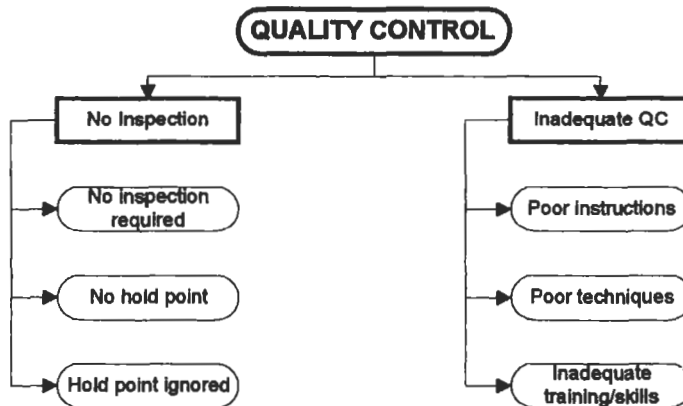 QUALITY CONTROL
No Inspection
Inadequate QC
No inspection
required
Poor instructions
No hold point
Poor techniques
Hold point ignored
Inadequate
training/skills